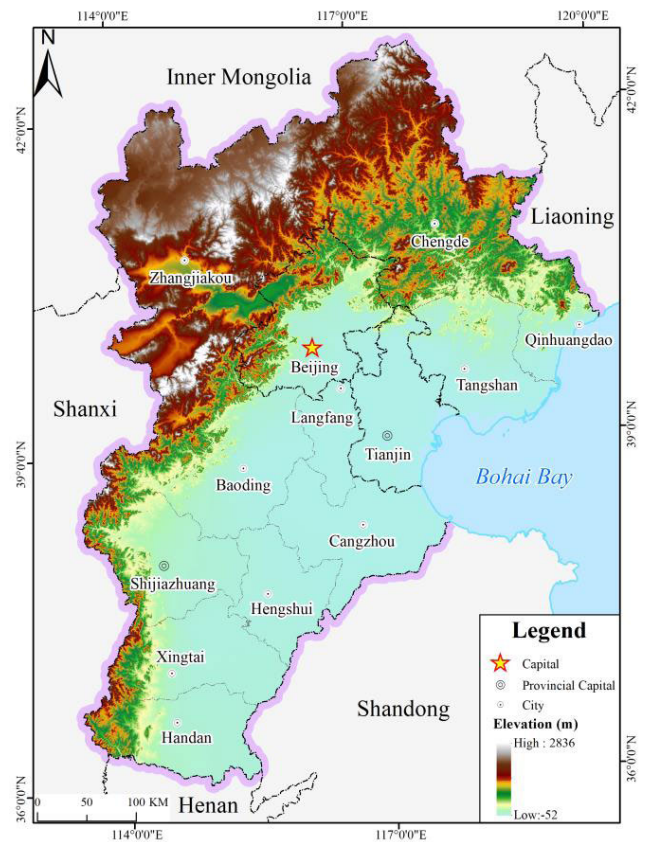 114°0'0"E
117°0'0"E
120°0'0"E
N
Inner Mongolia
42°0'0"N
42°0'0"N
Liaoning
Chengde
Zhangjiakou
Qinhuangdao
Beijing
Tangshan
Shanxi
Langfang
39°0'0"N
Tianjin
39°0'0"N
Baoding
Bohai Bay
Cangzhou
Shijiazhuang
Hengshui
Legend
Capital
Provincial Capital
City
Elevation (m)
High : 2836
Low:-52
Xingtai
Shandong
Handan
36°0'0"N
0 50 100 KM
Henan
36°0'0"N
114°0'0"E
117°0'0"E